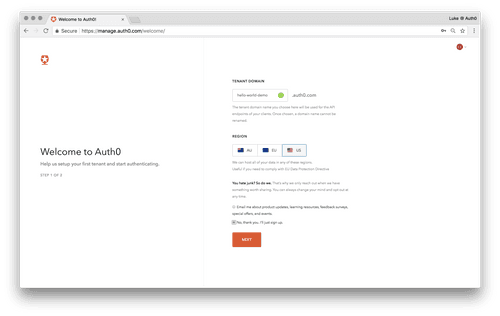 Welcome to Auth0
Luke @ Auth0
Secure
https://manage.auth0.com/welcome/
TENANT DOMAIN
hello-world-demo
.auth0.com
The tenant domain name you choose here will be used for the API
endpoints of your clients. Once chosen, a domain name cannot be
renamed.
REGION
AU
EU
US
We can host all of your data in any of these regions.
Useful if you need to comply with EU Data Protection Directive.
Welcome to Auth0
Help us setup your first tenant and start authenticating.
STEP 1 OF 2
You hate junk? So do we. That's why we only reach out when we have
something worth sharing. You can always change your mind and opt-out at
any time.
Email me about product updates, learning resources, feedback surveys,
special offers, and events.
No, thank you, I'll just sign up.
NEXT